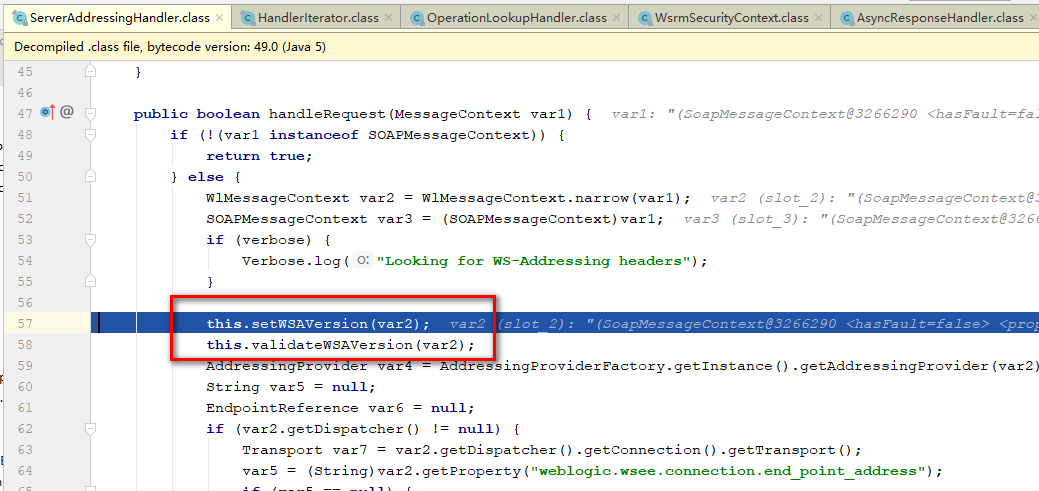 ServerAddressingHandler.class HandlerIterator.class OperationLookupHandler.class WsrmSecurityContext.class AsyncResponseHandler.class
Decompiled .class file, bytecode version: 49.0 (Java 5)
45 }
46
47 @ public boolean handleRequest(MessageContext var1) { var1: "(SoapMessageContext@3266290 <hasFault=fal
48 if (!(var1 instanceof SOAPMessageContext)) {
49 return true;
50 } else {
51 WlMessageContext var2 = WlMessageContext.narrow(var1); var2 (slot_2): "(SoapMessageContext@3
52 SOAPMessageContext var3 = (SOAPMessageContext)var1; var3 (slot_3): "(SoapMessageContext@3266
53 if (verbose) {
54 Verbose.log( o: "Looking for WS-Addressing headers");
55 }
56
57 this.setWSAVersion(var2); var2 (slot_2): "(SoapMessageContext@3266290 <hasFault=false> <prop
58 this.validateWSAVersion(var2);
59 AddressingProvider var4 = AddressingProviderFactory.getInstance().getAddressingProvider(var2)
60 String var5 = null;
61 EndpointReference var6 = null;
62 if (var2.getDispatcher() != null) {
63 Transport var7 = var2.getDispatcher().getConnection().getTransport();
64 var5 = (String)var2.getProperty("weblogic.wsee.connection.end_point_address");
if (var5 == null) {